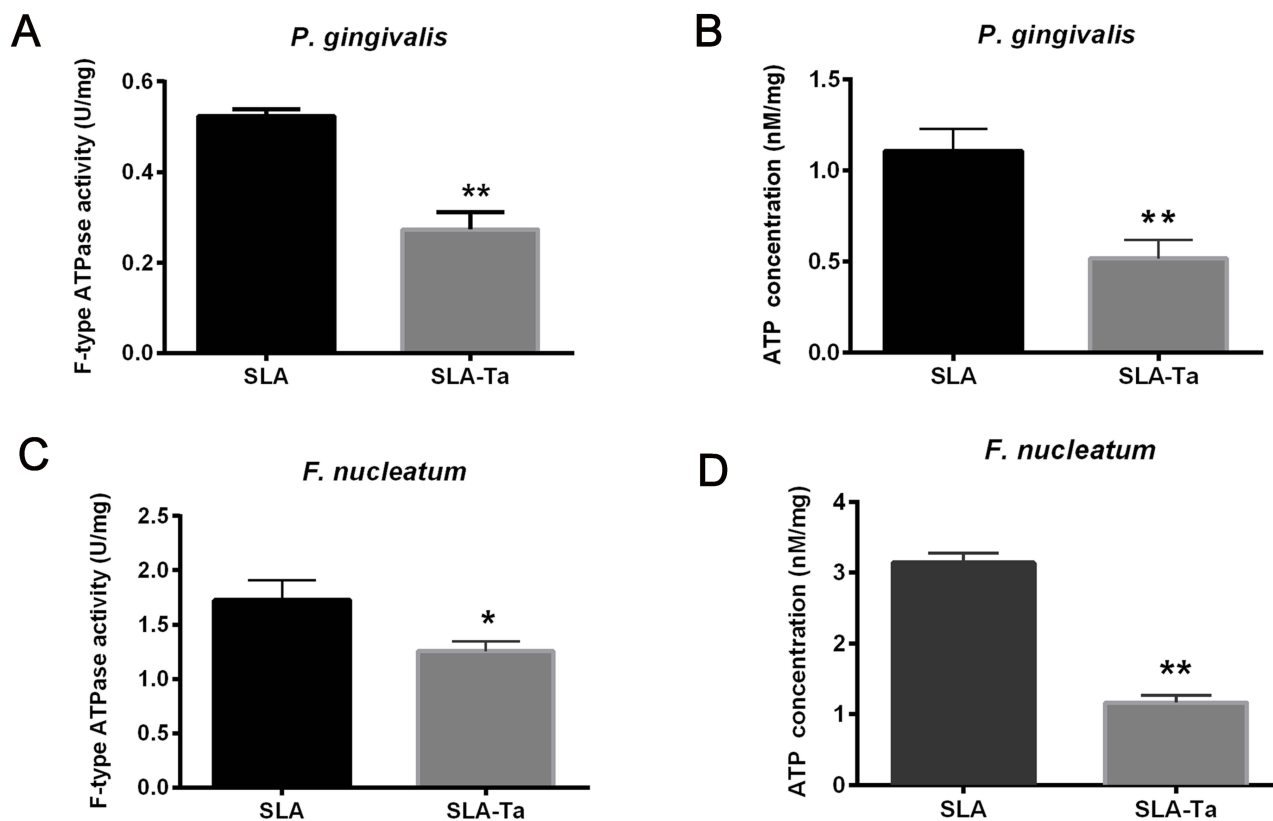 A
P. gingivalis
F-type ATPase activity (U/mg)
0.6
0.4
0.2
0.0
**
SLA
SLA-Ta
B
P. gingivalis
ATP concentration (nM/mg)
1.5
1.0
0.5
0.0
**
SLA
SLA-Ta
C
F. nucleatum
F-type ATPase activity (U/mg)
2.5
2.0
1.5
1.0
0.5
0.0
*
SLA
SLA-Ta
D
F. nucleatum
ATP concentration (nM/mg)
4
3
2
1
0
**
SLA
SLA-Ta